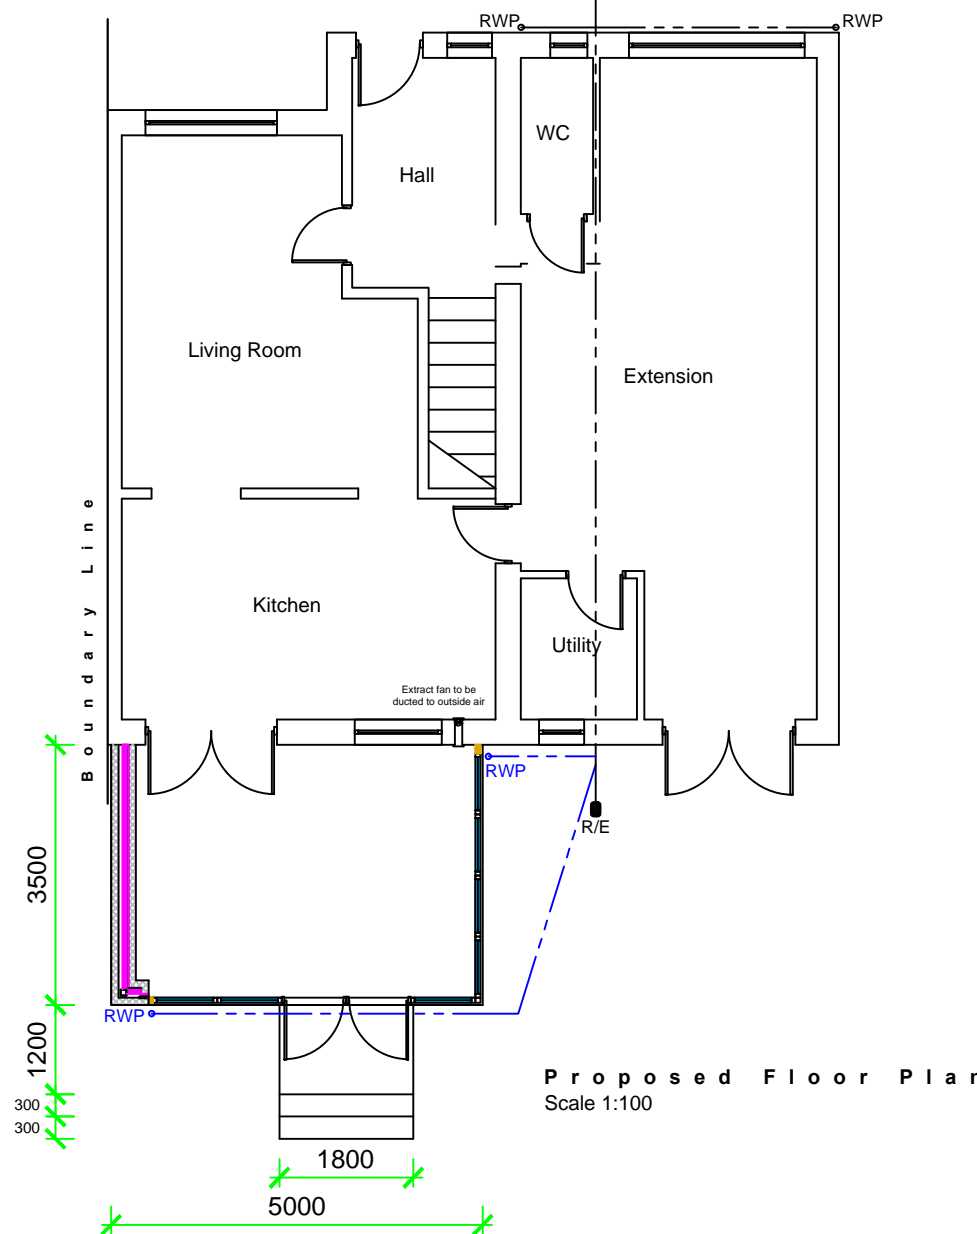 RWP
RWP
WC
Hall
Living Room
Extension
Boundary Line
Kitchen
Utility
Extract fan to be
ducted to outside air
RWP
R/E
3500
RWP
1200
Proposed Floor Plan
Scale 1:100
300
300
1800
5000